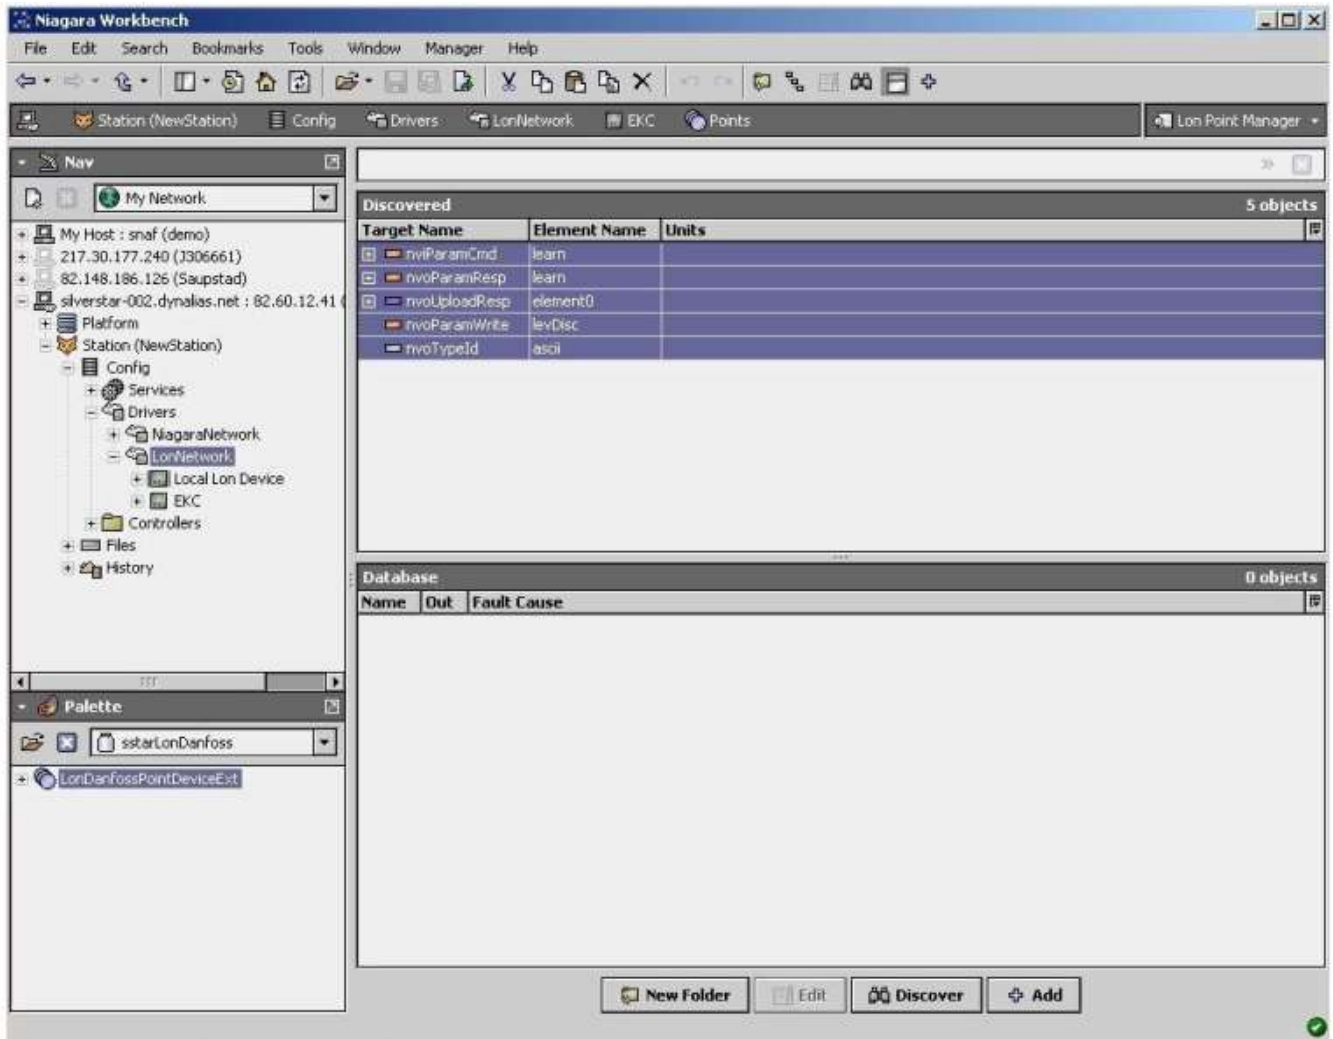 Niagara Workbench
File Edit Search Bookmarks Tools Window Manager Help
Station (NewStation) Config Drivers LonNetwork EKC Points Lon Point Manager
Nav
My Network
My Host : snaf (demo)
217.30.177.240 (J306661)
82.148.186.126 (Saupstad)
silverstar-002.dynalias.net : 82.60.12.41 (
Platform
Station (NewStation)
Config
Services
Drivers
NiagaraNetwork
LonNetwork
Local Lon Device
EKC
Controllers
Files
History
Palette
sstarLonDanfoss
LonDanfossPointDeviceExt
Discovered 5 objects
Target Name Element Name Units
nviParamCmd learn
nvoParamResp learn
nvoUploadResp element0
nvoParamWrite levDisc
nvoTypeId ascii
Database 0 objects
Name Out Fault Cause
New Folder Edit Discover Add